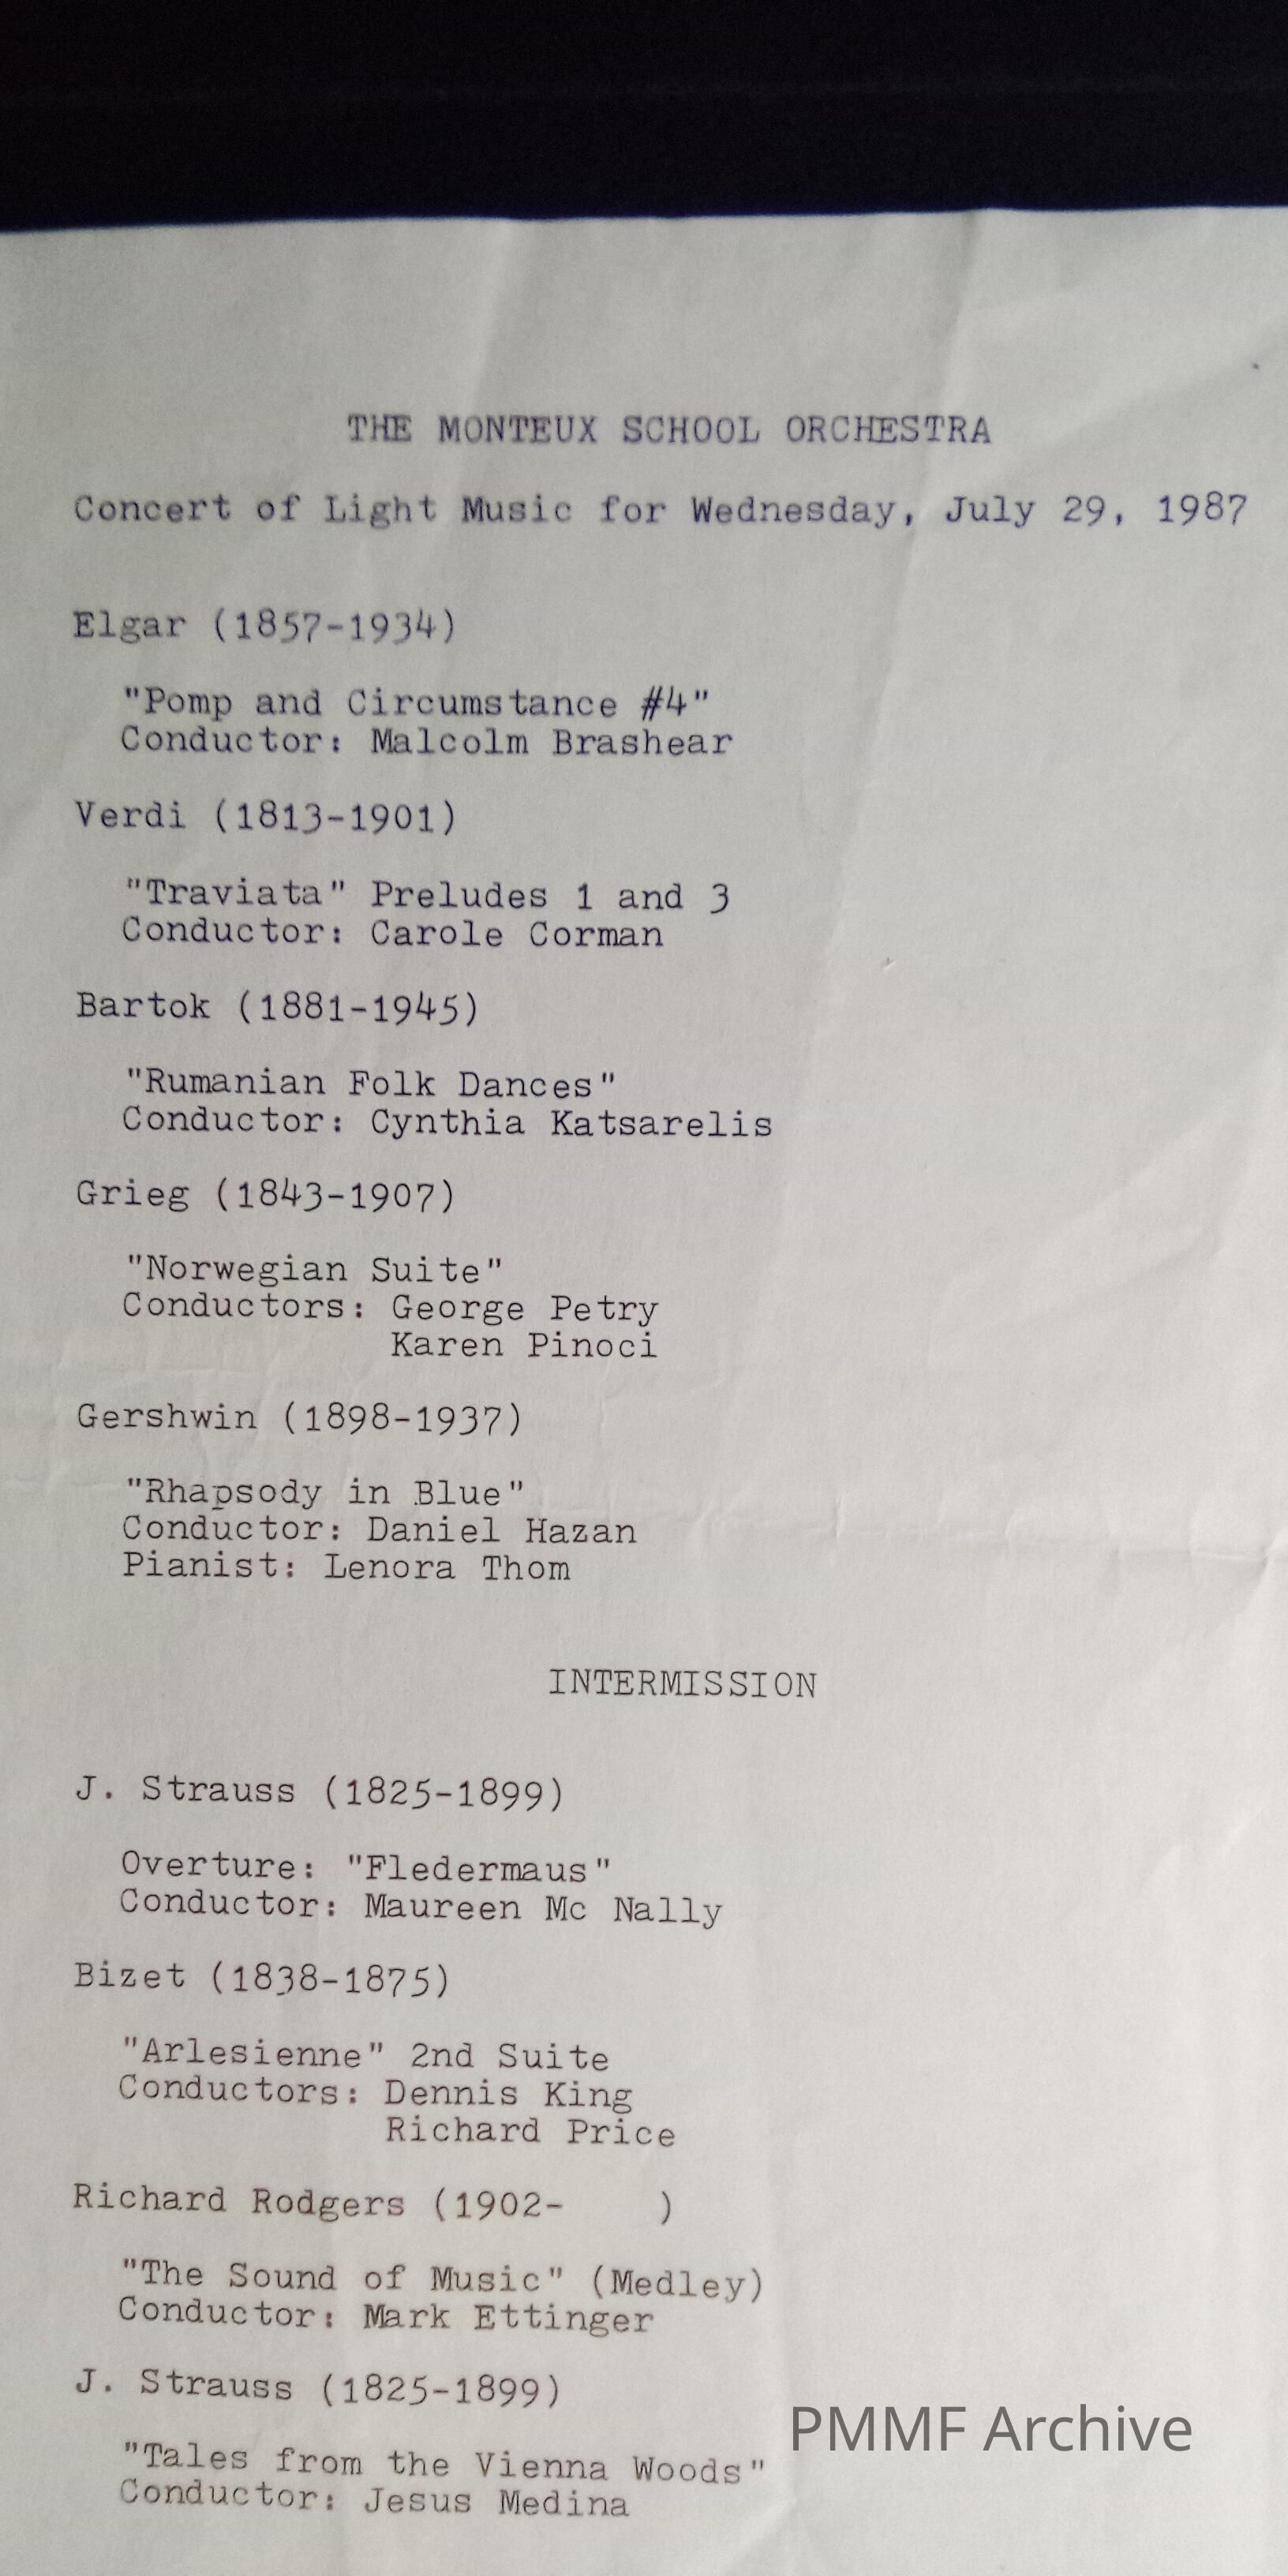 THE MONTEUX SCHOOL ORCHESTRA
Concert of Light Music for Wednesday, July 29, 1987
Elgar (1857-1934)
"Pomp and Circumstance #4"
Conductor: Malcolm Brashear
Verdi (1813-1901)
"Traviata" Preludes 1 and 3
Conductor: Carole Corman
Bartok (1881-1945)
"Rumanian Folk Dances"
Conductor: Cynthia Katsarelis
Grieg (1843-1907)
"Norwegian Suite"
Conductors: George Petry
Karen Pinoci
Gershwin (1898-1937)
"Rhapsody in Blue"
Conductor: Daniel Hazan
Pianist: Lenora Thom
INTERMISSION
J. Strauss (1825-1899)
Overture: "Fledermaus"
Conductor: Maureen Mc Nally
Bizet (1838-1875)
"Arlesienne" 2nd Suite
Conductors: Dennis King
Richard Price
Richard Rodgers (1902-    )
"The Sound of Music" (Medley)
Conductor: Mark Ettinger
J. Strauss (1825-1899)
"Tales from the Vienna Woods"
Conductor: Jesus Medina
PMMF Archive